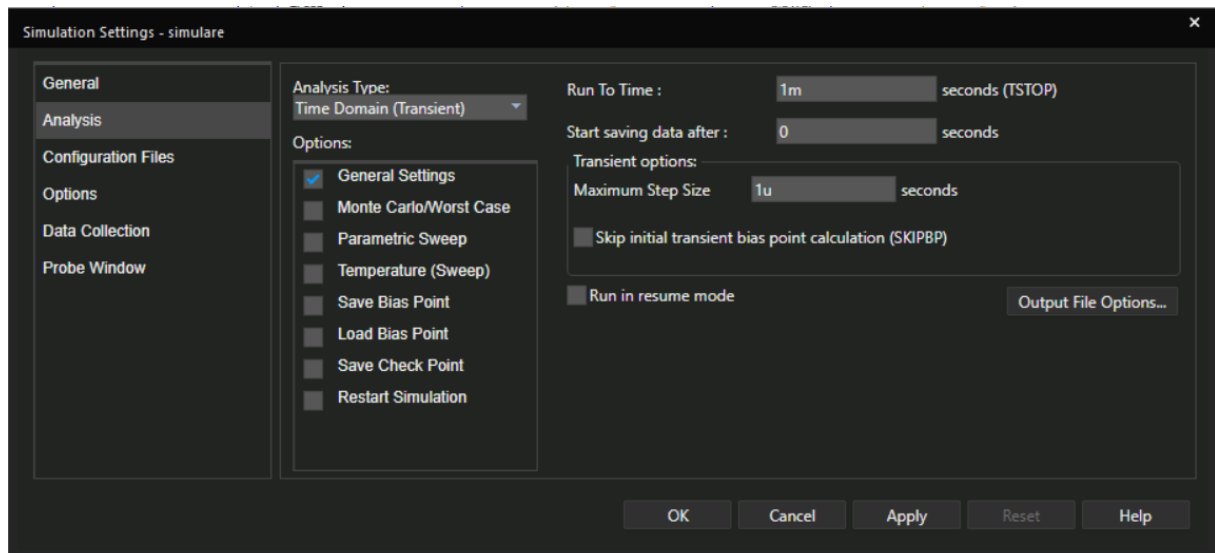 Simulation Settings - simulare
×
General
Analysis
Configuration Files
Options
Data Collection
Probe Window
Analysis Type:
Time Domain (Transient)
Options:
General Settings
Monte Carlo/Worst Case
Parametric Sweep
Temperature (Sweep)
Save Bias Point
Load Bias Point
Save Check Point
Restart Simulation
Run To Time : 1m seconds (TSTOP)
Start saving data after : 0 seconds
Transient options:
Maximum Step Size 1u seconds
Skip initial transient bias point calculation (SKIPBP)
Run in resume mode
Output File Options...
OK Cancel Apply Reset Help